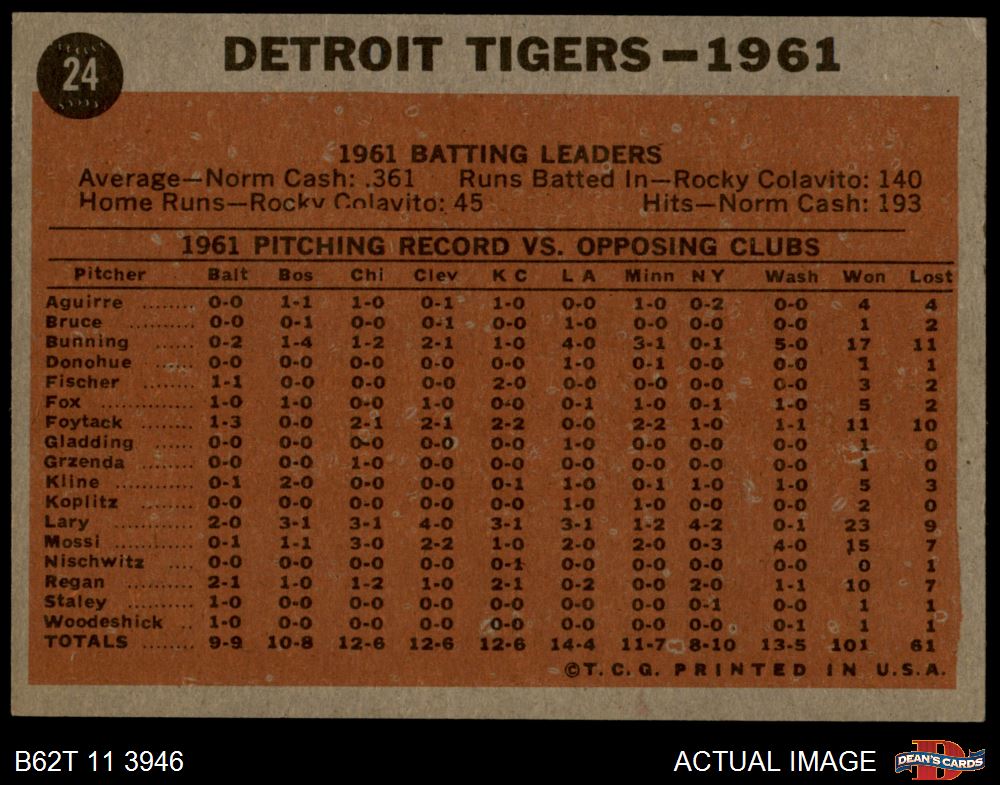 24
DETROIT TIGERS—1961
1961 BATTING LEADERS
Average—Norm Cash: .361 Runs Batted In—Rocky Colavito: 140
Home Runs—Rocky Colavito: 45 Hits—Norm Cash: 193
1961 PITCHING RECORD VS. OPPOSING CLUBS
Pitcher Balt Bos Chi Clev K C L A Minn N Y Wash Won Lost
Aguirre ........ 0-0 1-1 1-0 0-1 1-0 0-0 1-0 0-2 0-0 4 4
Bruce .......... 0-0 0-1 0-0 0-1 0-0 1-0 0-0 0-0 0-0 1 2
Bunning ...... 0-2 1-4 1-2 2-1 1-0 4-0 3-1 0-1 5-0 17 11
Donohue ..... 0-0 0-0 0-0 0-0 0-0 1-0 0-1 0-0 0-0 1 1
Fischer ........ 1-1 0-0 0-0 0-0 2-0 0-0 0-0 0-0 0-0 3 2
Fox .............. 1-0 1-0 0-0 1-0 0-0 0-1 1-0 0-1 1-0 5 2
Foytack ....... 1-3 0-0 2-1 2-1 2-2 0-0 2-2 1-0 1-1 11 10
Gladding ..... 0-0 0-0 0-0 0-0 0-0 1-0 0-0 0-0 0-0 1 0
Grzenda ...... 0-0 0-0 1-0 0-0 0-0 0-0 0-0 0-0 0-0 1 0
Kline ........... 0-1 2-0 0-0 0-0 0-1 1-0 0-1 1-0 1-0 5 3
Koplitz ........ 0-0 0-0 0-0 0-0 0-0 1-0 1-0 0-0 0-0 2 0
Lary ............ 2-0 3-1 3-1 4-0 3-1 3-1 1-2 4-2 0-1 23 9
Mossi .......... 0-1 1-1 3-0 2-2 1-0 2-0 2-0 0-3 4-0 15 7
Nischwitz .... 0-0 0-0 0-0 0-0 0-1 0-0 0-0 0-0 0-0 0 1
Regan ......... 2-1 1-0 1-2 1-0 2-1 0-2 0-0 2-0 1-1 10 7
Staley ......... 1-0 0-0 0-0 0-0 0-0 0-0 0-0 0-1 0-0 1 1
Woodeshick .. 1-0 0-0 0-0 0-0 0-0 0-0 0-0 0-0 0-1 1 1
TOTALS ........ 9-9 10-8 12-6 12-6 12-6 14-4 11-7 8-10 13-5 101 61
©T.C.G. PRINTED IN U.S.A.
B62T 11 3946 ACTUAL IMAGE D DEAN'S CARDS